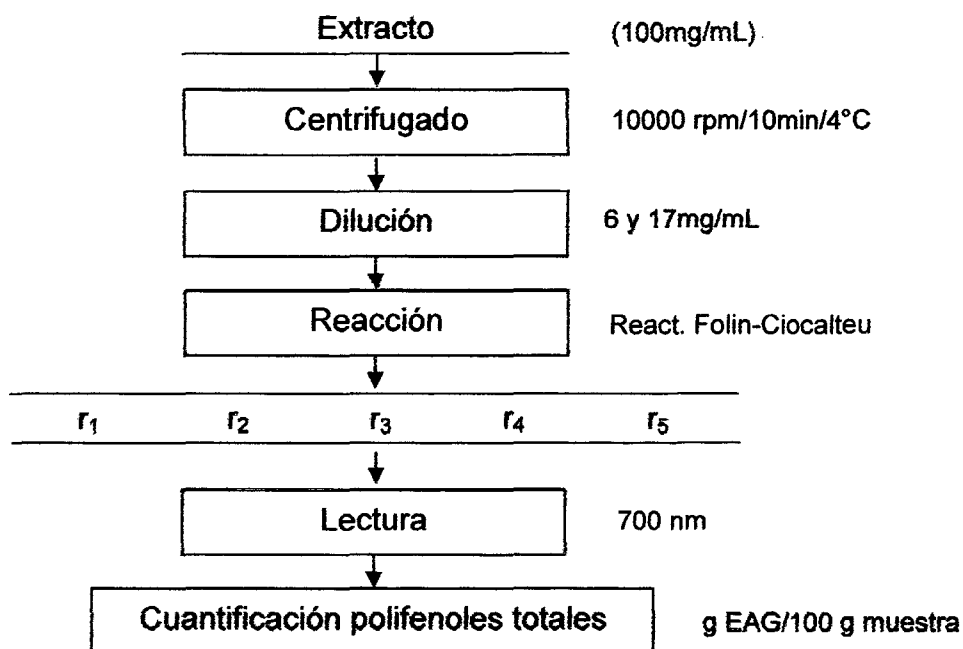 Extracto (100mg/mL)
Centrifugado 10000 rpm/10min/4°C
Dilución 6 y 17mg/mL
Reacción React. Folin-Ciocalteu
r₁ r₂ r₃ r₄ r₅
Lectura 700 nm
Cuantificación polifenoles totales g EAG/100 g muestra